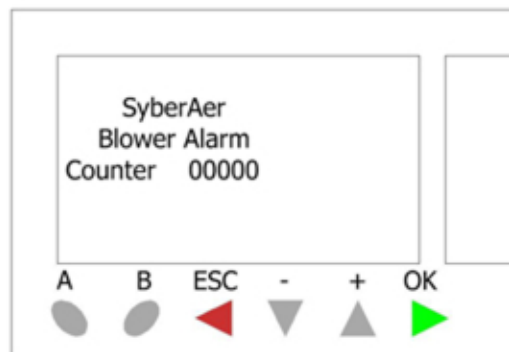 SyberAer
Blower Alarm
Counter 00000
A B ESC - + OK